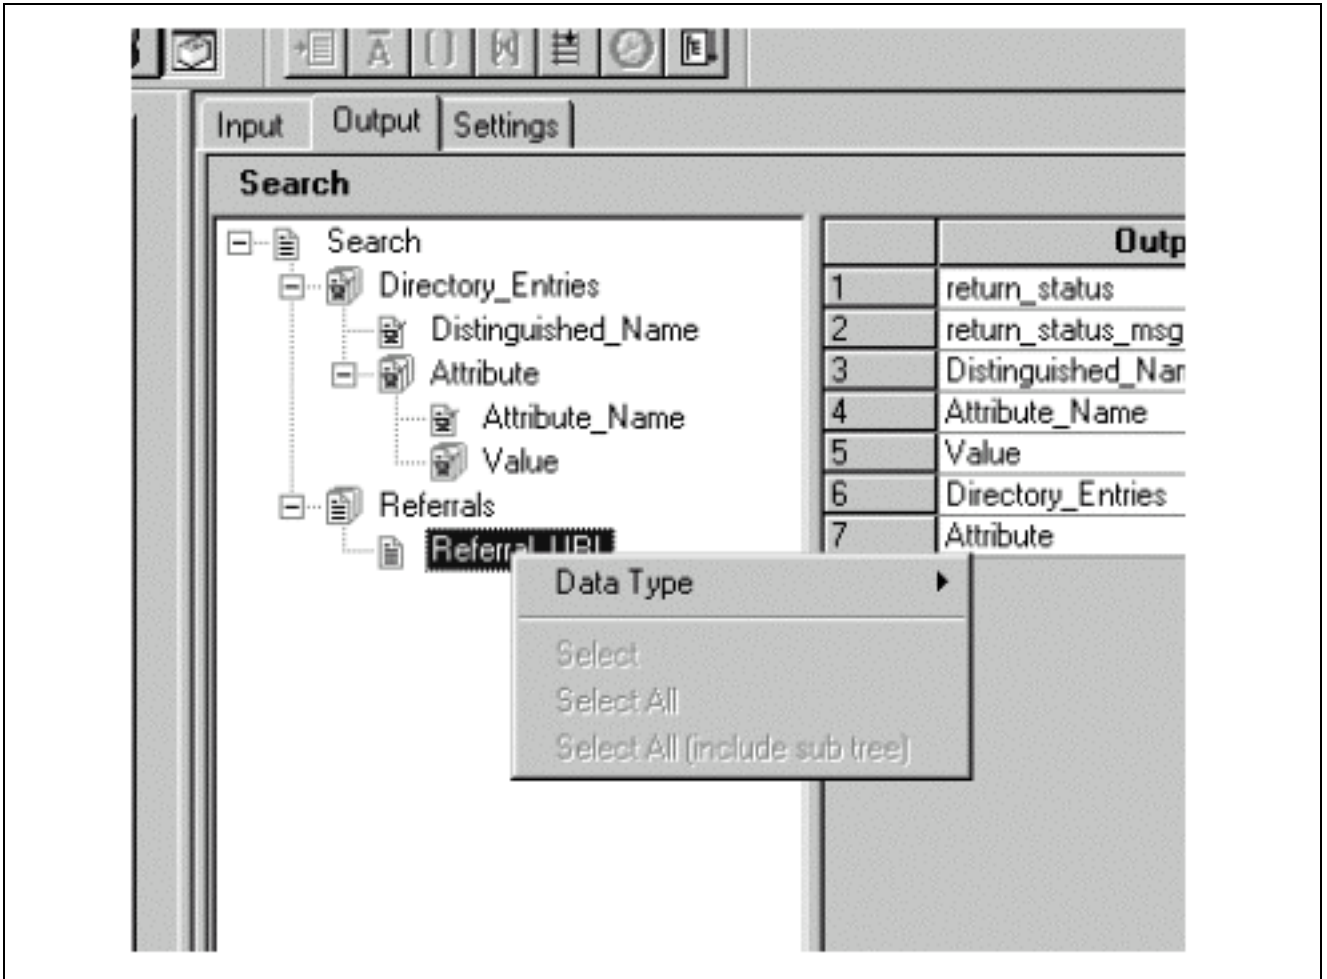 Input Output Settings
Search
Search
Directory_Entries
Distinguished_Name
Attribute
Attribute_Name
Value
Referrals
Outp
1 return_status
2 return_status_msg
3
4 Attribute_Name
5 Value
6 Directory_Entries
7 Attribute
Data Type
Select
Select All
Select All (include sub tree)